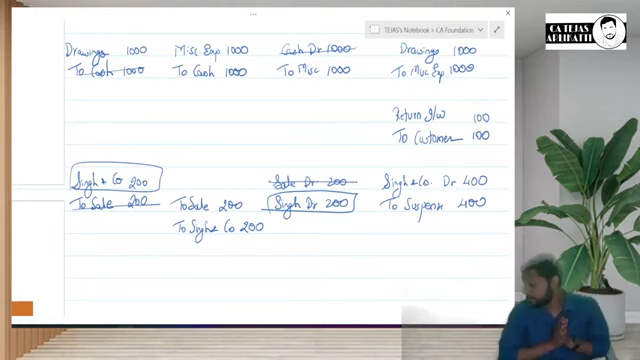 TEJAS's Notebook > CA Foundation
CA TEJAS
Drawings 1000
To Cash 1000
Misc. Exp 1000
To Cash 1000
Cash Dr 1000
To Misc 1000
Drawings 1000
To Misc Exp 1000
Return I/W 100
To Customer 100
Singh & Co 200
To Sale 200
To Sale 200
To Singh & Co 200
Sale Dr 200
Singh Dr 200
Singh & Co. Dr 400
To Suspense 400